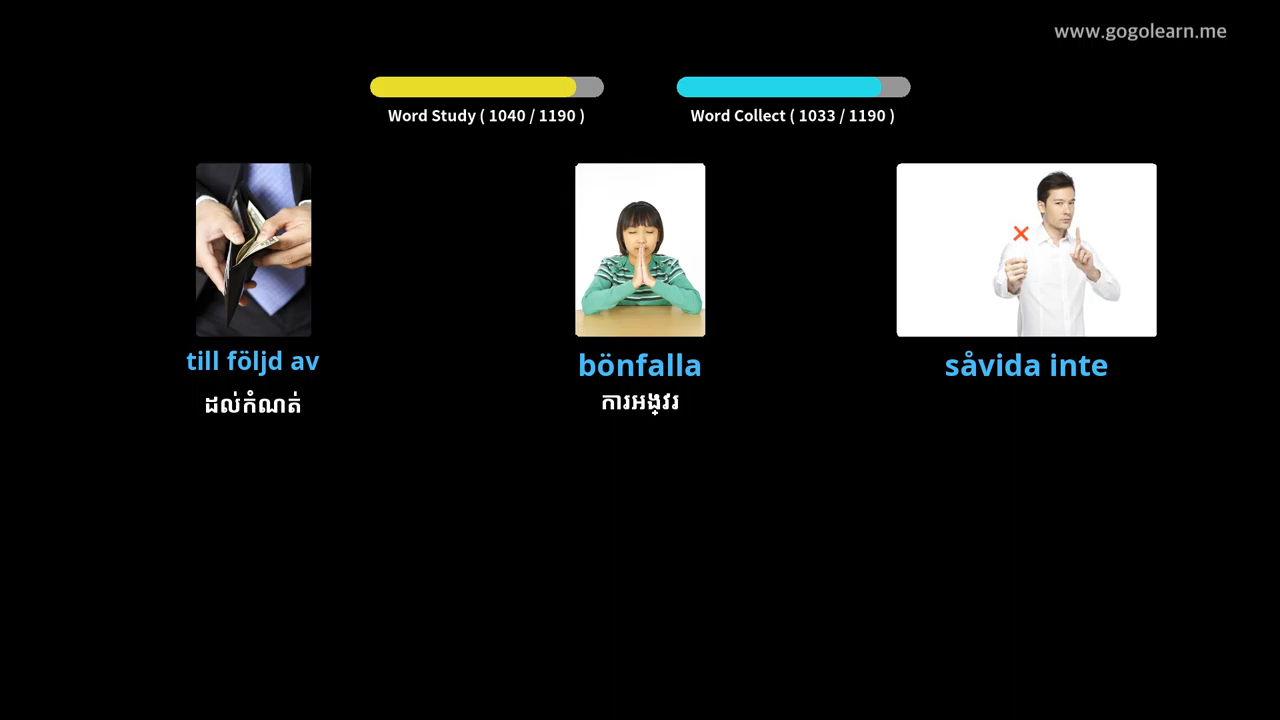 www.gogolearn.me
Word Study ( 1040 / 1190 )
Word Collect ( 1033 / 1190 )
till följd av
ដល់កំណត់
bönfalla
ការអង្វរ
såvida inte